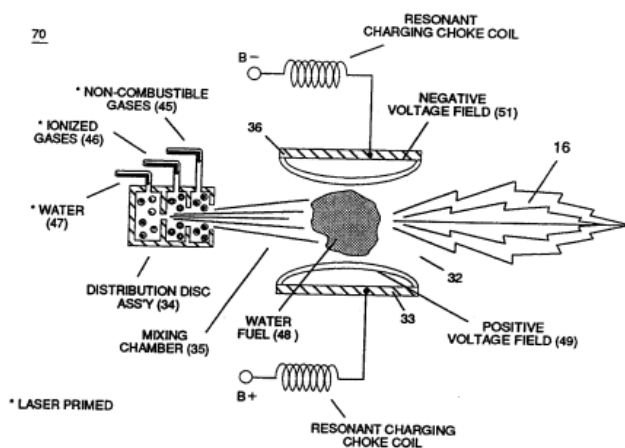 70
RESONANT
CHARGING CHOKE COIL
B-
* NON-COMBUSTIBLE
GASES (45)
NEGATIVE
VOLTAGE FIELD (51)
* IONIZED
GASES (46)
36
16
* WATER
(47)
32
DISTRIBUTION DISC
ASS'Y (34)
WATER
FUEL (48)
33
MIXING
CHAMBER (35)
POSITIVE
VOLTAGE FIELD (49)
B+
* LASER PRIMED
RESONANT CHARGING
CHOKE COIL